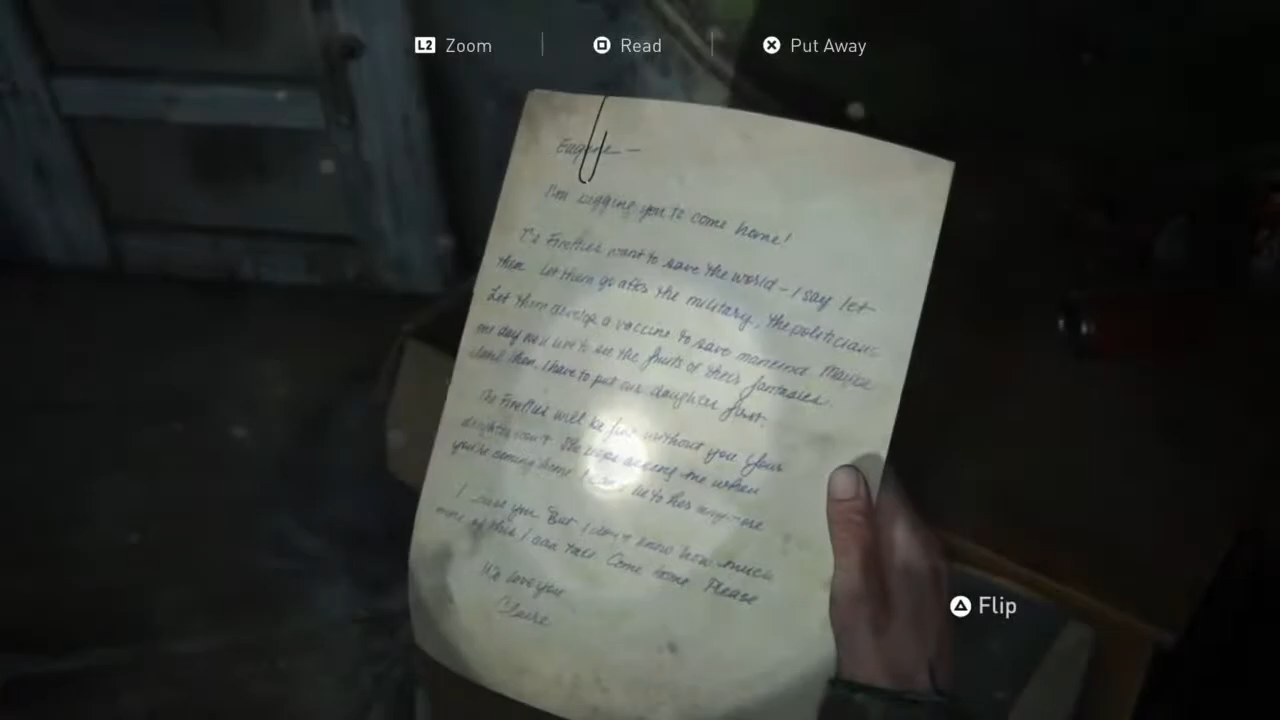 L2 Zoom
Read
Put Away
Eugene —
I'm begging you to come home!
The Fireflies want to save the world - I say let
them. Let them go after the military, the politicians.
Let them develop a vaccine to save mankind. Maybe
one day we'll live to see the fruits of their fantasies.
Until then, I have to put our daughter first.
The Fireflies will be fine without you. Your
daughter won't. She keeps asking me when
you're coming home. I can't lie to her anymore
I love you. But I don't know how much
more of this I can take. Come home. Please
We love you
Claire
Flip